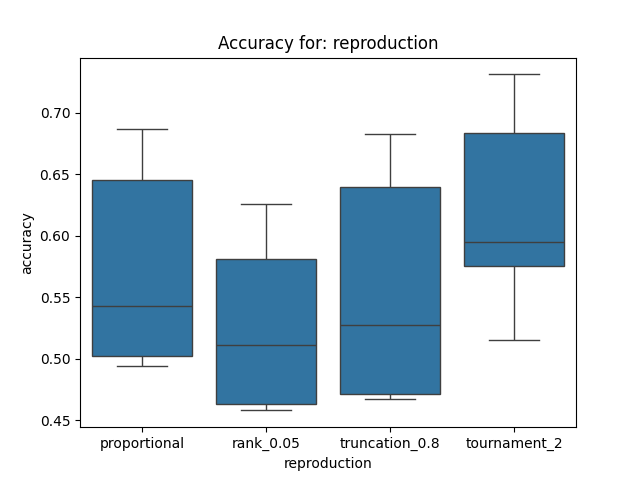 Accuracy for: reproduction
0.70
0.65
0.60
0.55
0.50
0.45
accuracy
proportional
rank_0.05
truncation_0.8
tournament_2
reproduction